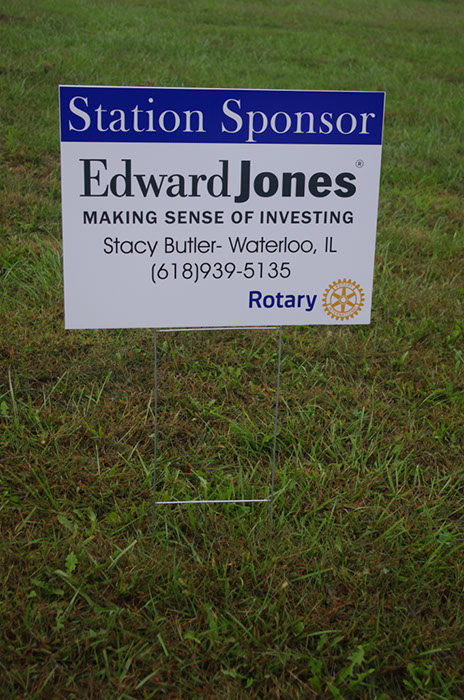 Station Sponsor
Edward Jones®
MAKING SENSE OF INVESTING
Stacy Butler- Waterloo, IL
(618)939-5135
Rotary